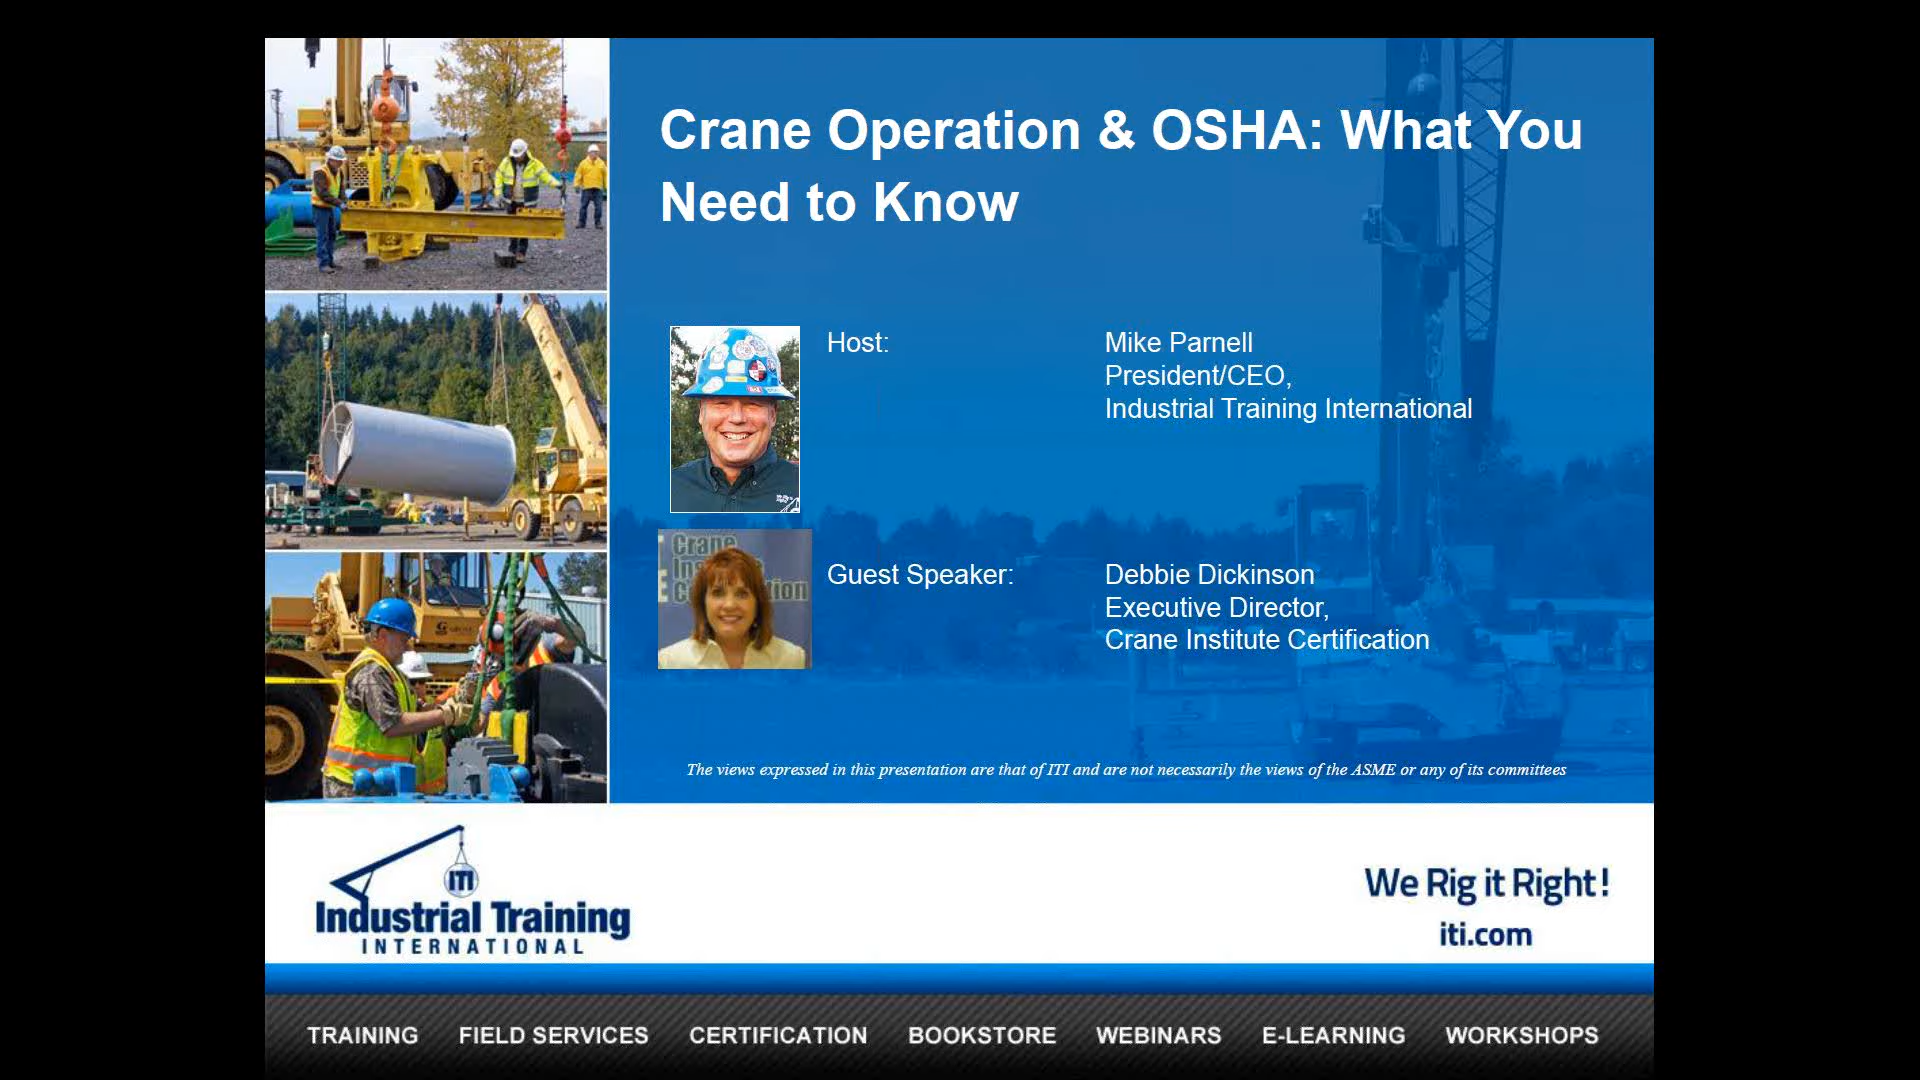 Crane Operation & OSHA: What You
Need to Know
Host:
Mike Parnell
President/CEO,
Industrial Training International
Crane
Guest Speaker:
Debbie Dickinson
Executive Director,
Crane Institute Certification
The views expressed in this presentation are that of ITI and are not necessarily the views of the ASME or any of its committees
ITI
Industrial Training
INTERNATIONAL
We Rig it Right!
iti.com
TRAINING FIELD SERVICES CERTIFICATION BOOKSTORE WEBINARS E-LEARNING WORKSHOPS